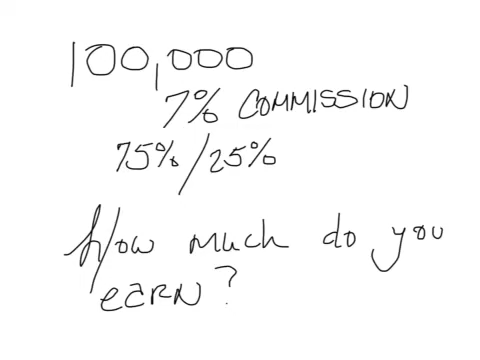 100,000
7% COMMISSION
75%/25%
How much do you
earn?